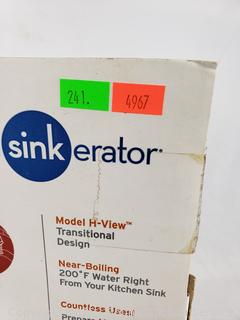 241.
4967
sinkerator
Model H-View™
Transitional
Design
Near-Boiling
200°F Water Right
From Your Kitchen Sink
Countless Uses!